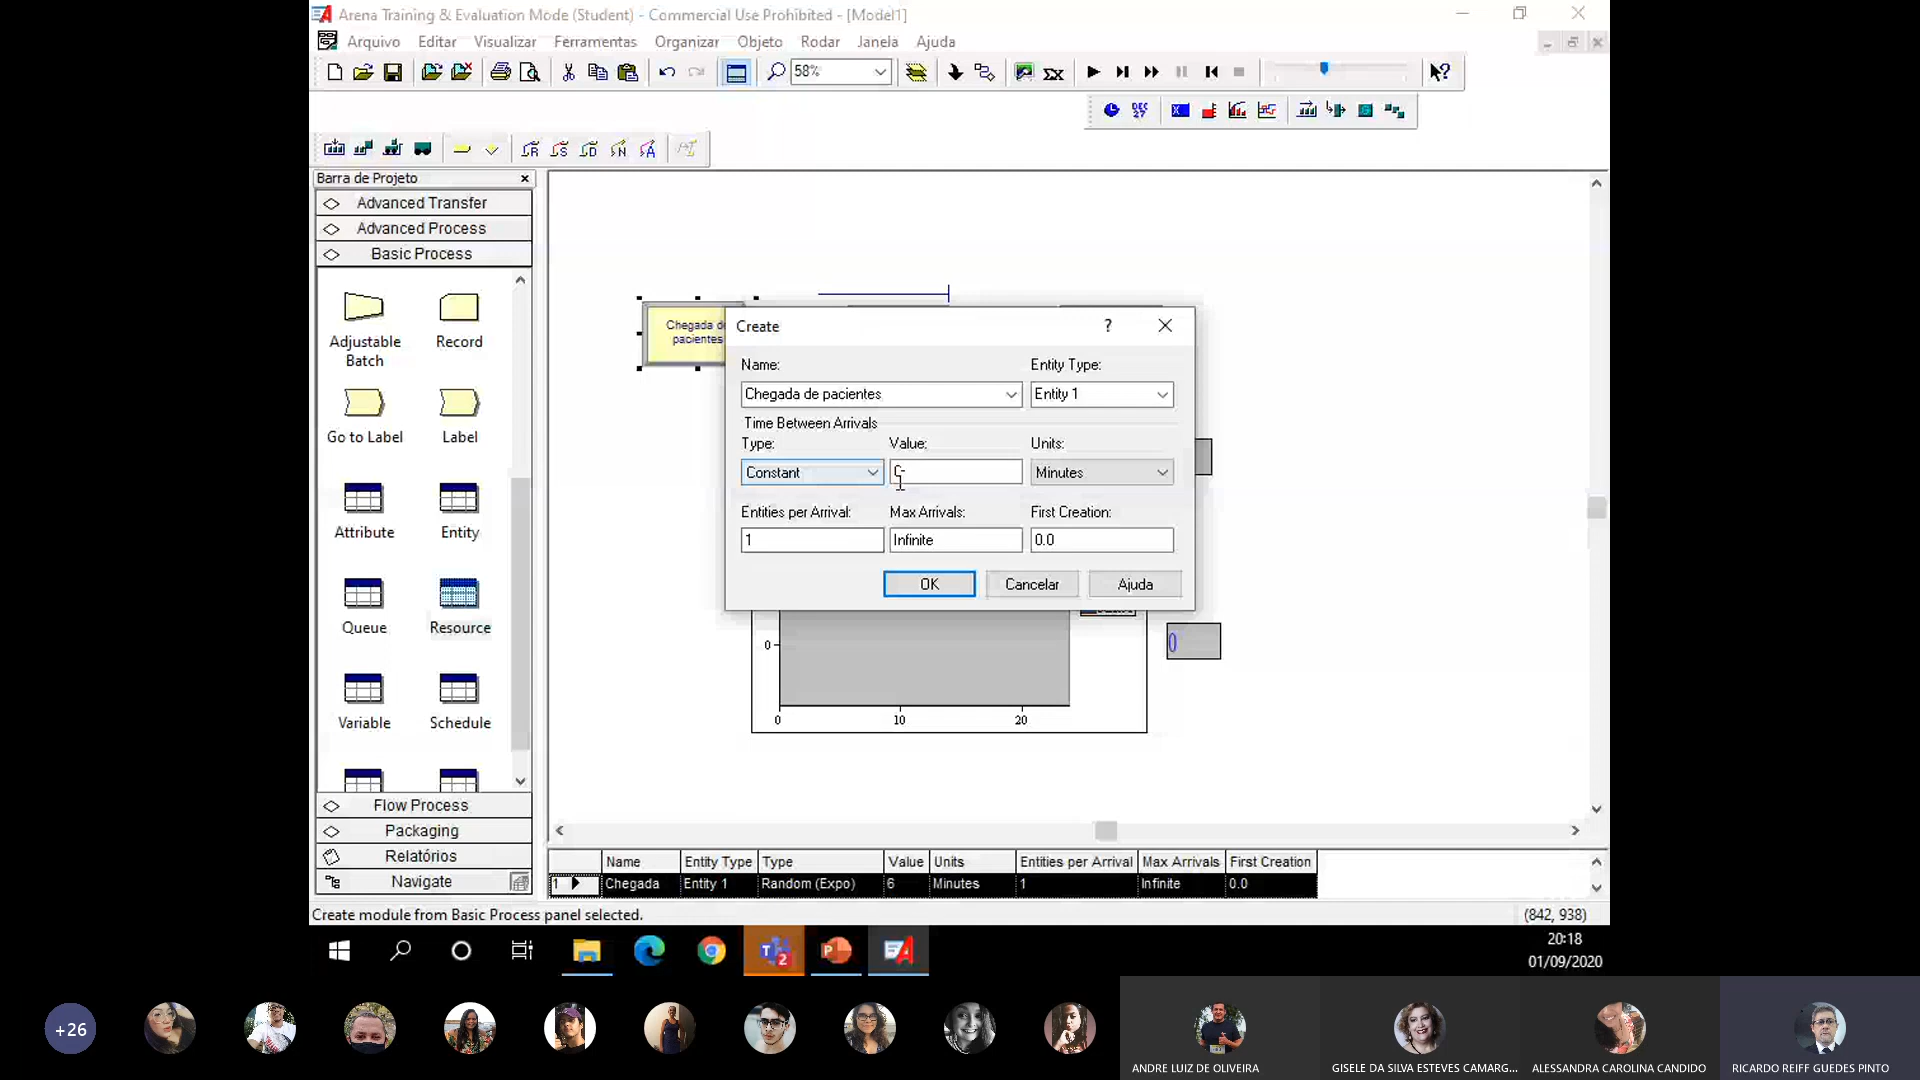 Arena Training & Evaluation Mode (Student) - Commercial Use Prohibited - [Model1]
Arquivo Editar Visualizar Ferramentas Organizar Objeto Rodar Janela Ajuda
58%
DEC 27
Barra de Projeto
Advanced Transfer
Advanced Process
Basic Process
Adjustable Batch
Record
Go to Label
Label
Attribute
Entity
Queue
Resource
Variable
Schedule
Flow Process
Packaging
Relatórios
Navigate
Chegada de
pacientes
Create
Name:
Entity Type:
Chegada de pacientes
Entity 1
Time Between Arrivals
Type:
Value:
Units:
Constant
Minutes
Entities per Arrival:
Max Arrivals:
First Creation:
1
Infinite
0.0
OK
Cancelar
Ajuda
0
0
0
10
20
Name Entity Type Type Value Units Entities per Arrival Max Arrivals First Creation
1 Chegada Entity 1 Random (Expo) 6 Minutes 1 Infinite 0.0
Create module from Basic Process panel selected.
(842, 938)
20:18
01/09/2020
+26
ANDRE LUIZ DE OLIVEIRA
GISELE DA SILVA ESTEVES CAMARG...
ALESSANDRA CAROLINA CANDIDO
RICARDO REIFF GUEDES PINTO